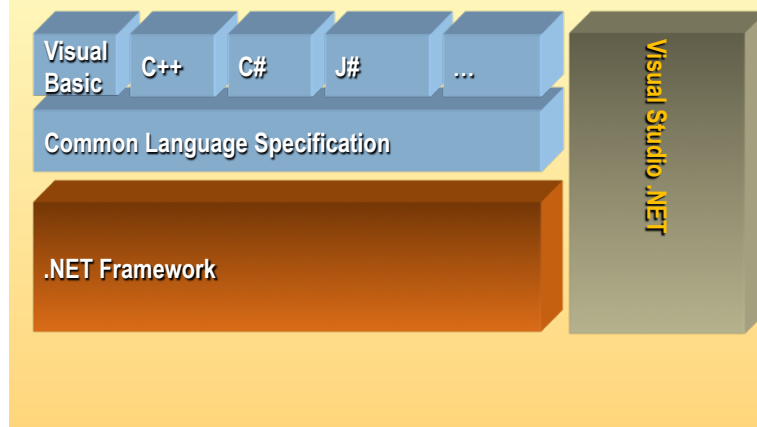 Visual
Basic
C++
C#
J#
...
Common Language Specification
.NET Framework
Visual Studio .NET